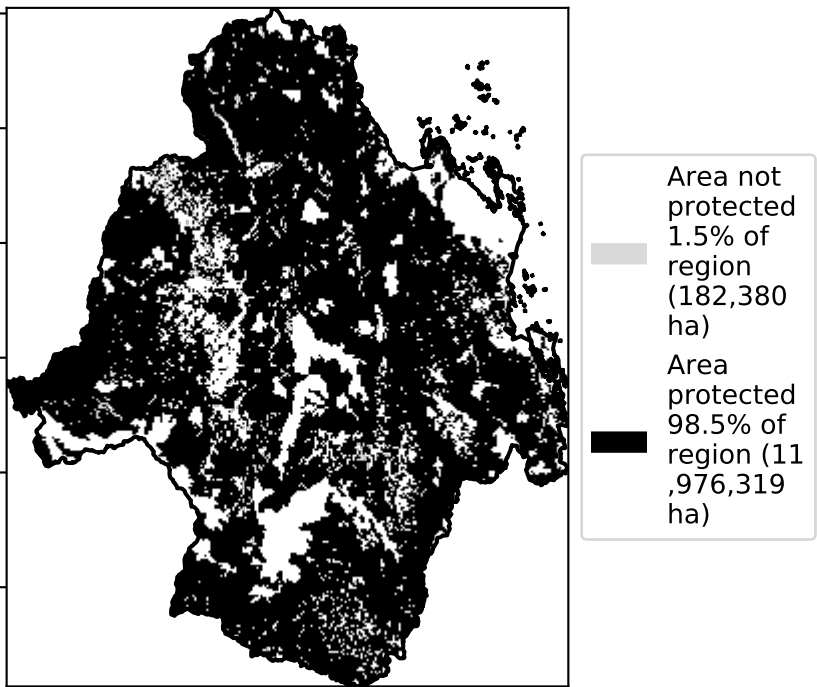 Area not
protected
1.5% of
region
(182,380
ha)
Area
protected
98.5% of
region (11
,976,319
ha)